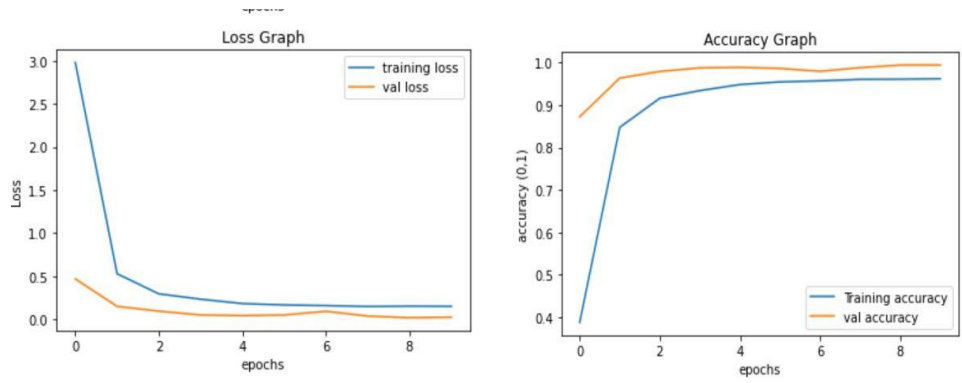 epochs
Loss Graph
training loss
val loss
3.0
2.5
2.0
1.5
1.0
0.5
0.0
Loss
0 2 4 6 8
epochs
Accuracy Graph
1.0
0.9
0.8
0.7
0.6
0.5
0.4
accuracy (0,1)
Training accuracy
val accuracy
0 2 4 6 8
epochs